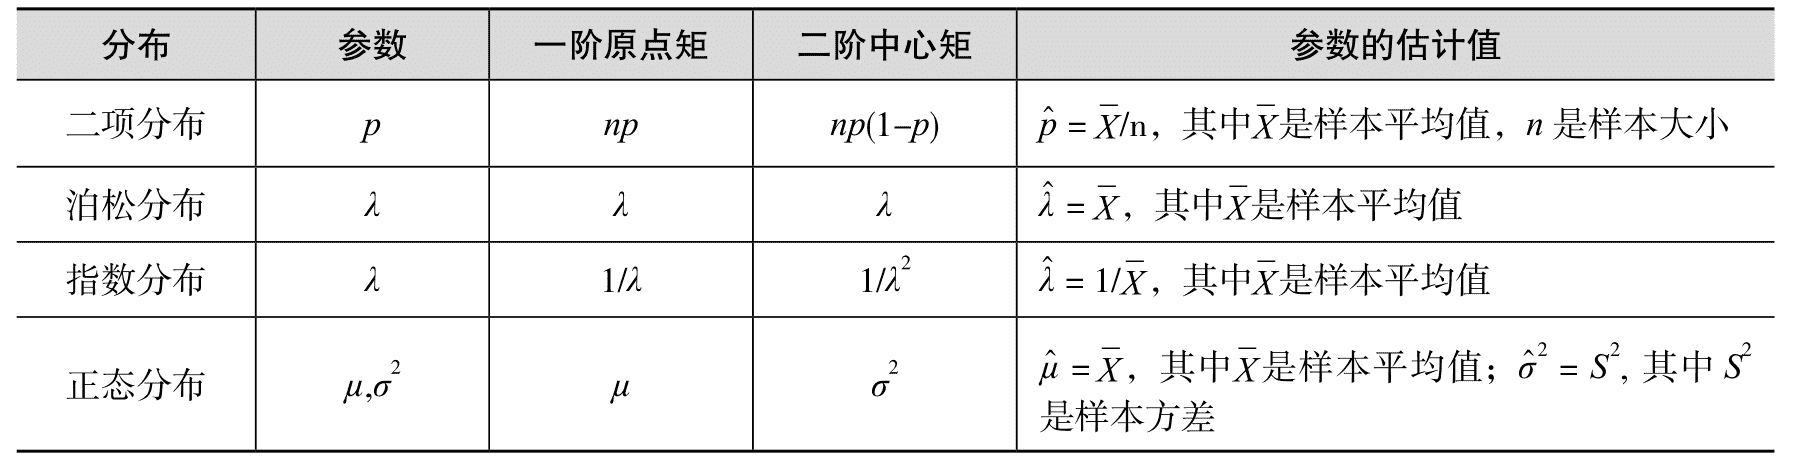 分布 参数 一阶原点矩 二阶中心矩 参数的估计值
二项分布 p np np(1–p) p̂ = X̄/n，其中X̄是样本平均值，n 是样本大小
泊松分布 λ λ λ λ̂ = X̄，其中X̄是样本平均值
指数分布 λ 1/λ 1/λ² λ̂ = 1/X̄，其中X̄是样本平均值
正态分布 μ,σ² μ σ² μ̂ = X̄，其中X̄是样本平均值；σ̂² = S², 其中 S²
是样本方差